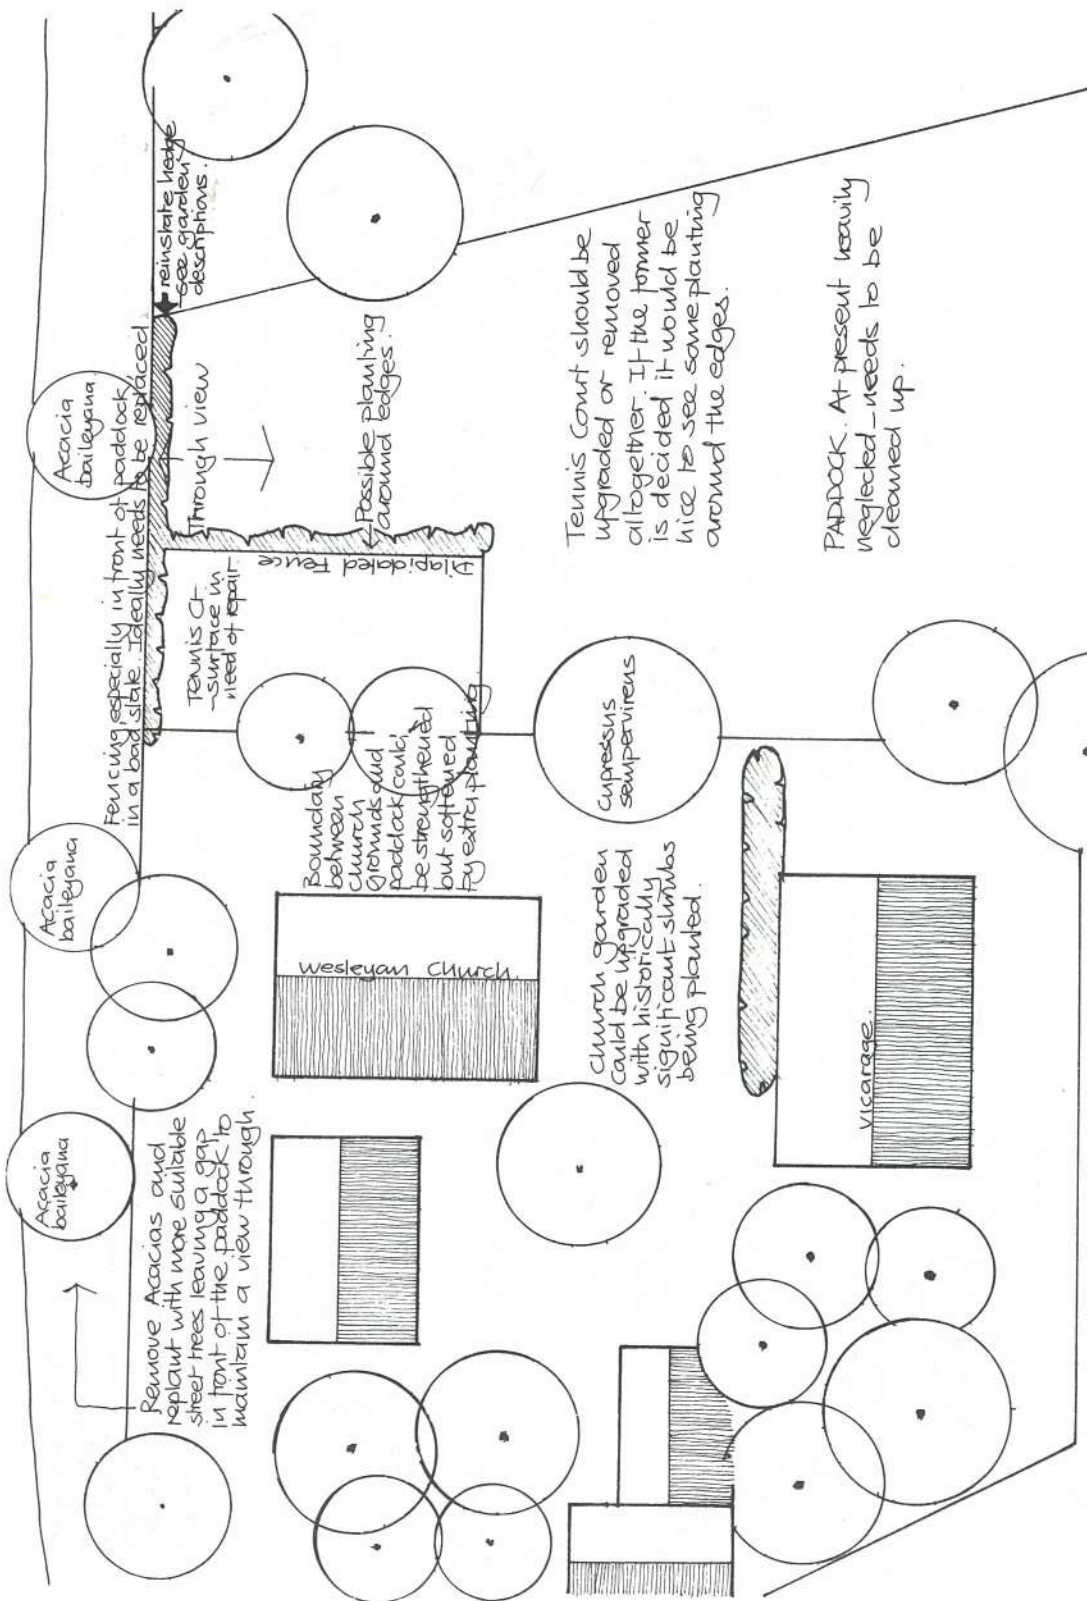 Acacia
baileyana
Remove Acacias and
replant with more suitable
street trees leaving a gap
in front of the paddock to
maintain a view through
Acacia
baileyana
Fencing especially in front of paddock
in a bad state. Ideally needs to be replaced
Acacia
baileyana
reinstate hedge
see garden
descriptions.
Tennis Ct
-surface in
need of repair.
Through view
Dilapidated Fence
Possible planting
around edges.
Boundary
between
church
grounds and
paddock could
be strengthened
but softened
by extra planting
Wesleyan Church
Cupressus
sempervirens
Church garden
could be upgraded
with historically
significant shrubs
being planted.
Tennis Court should be
upgraded or removed
altogether. If the former
is decided it would be
nice to see some planting
around the edges.
Vicarage.
PADDOCK. At present heavily
neglected_needs to be
cleaned up.